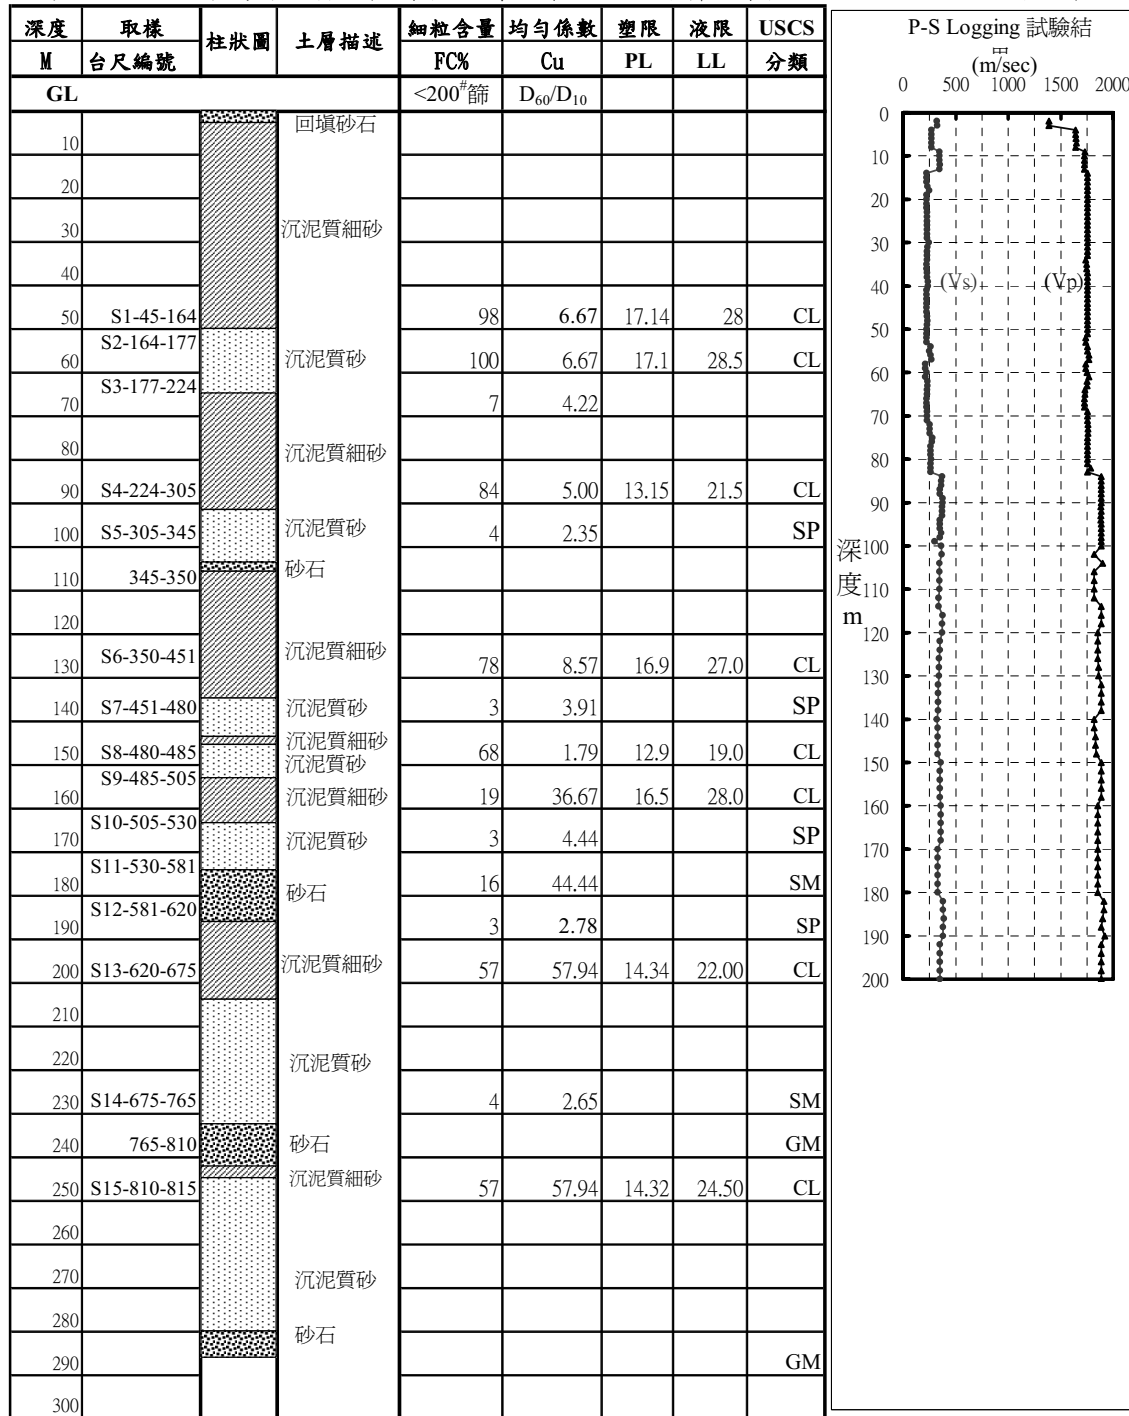 深度 取樣 柱狀圖 土層描述 細粒含量 均勻係數 塑限 液限 USCS
M 台尺編號 FC% Cu PL LL 分類
GL <200#篩 D60/D10
回填砂石
10
20
30 沉泥質細砂
40
50 S1-45-164 98 6.67 17.14 28 CL
S2-164-177
60 沉泥質砂 100 6.67 17.1 28.5 CL
S3-177-224
70 7 4.22
80 沉泥質細砂
90 S4-224-305 84 5.00 13.15 21.5 CL
100 S5-305-345 沉泥質砂 4 2.35 SP
110 345-350 砂石
120
130 S6-350-451 沉泥質細砂 78 8.57 16.9 27.0 CL
140 S7-451-480 沉泥質砂 3 3.91 SP
沉泥質細砂
150 S8-480-485 沉泥質砂 68 1.79 12.9 19.0 CL
S9-485-505
160 沉泥質細砂 19 36.67 16.5 28.0 CL
S10-505-530
170 沉泥質砂 3 4.44 SP
S11-530-581
180 砂石 16 44.44 SM
S12-581-620
190 3 2.78 SP
200 S13-620-675 沉泥質細砂 57 57.94 14.34 22.00 CL
210
220 沉泥質砂
230 S14-675-765 4 2.65 SM
240 765-810 砂石 GM
沉泥質細砂
250 S15-810-815 57 57.94 14.32 24.50 CL
260
270 沉泥質砂
280
砂石
290 GM
300
P-S Logging 試驗結
(m/sec)
0 500 1000 1500 2000
0
10
20
30
40 (Vs) (Vp)
50
60
70
80
90
100
110
120
130
140
150
160
170
180
190
200
深
度
m